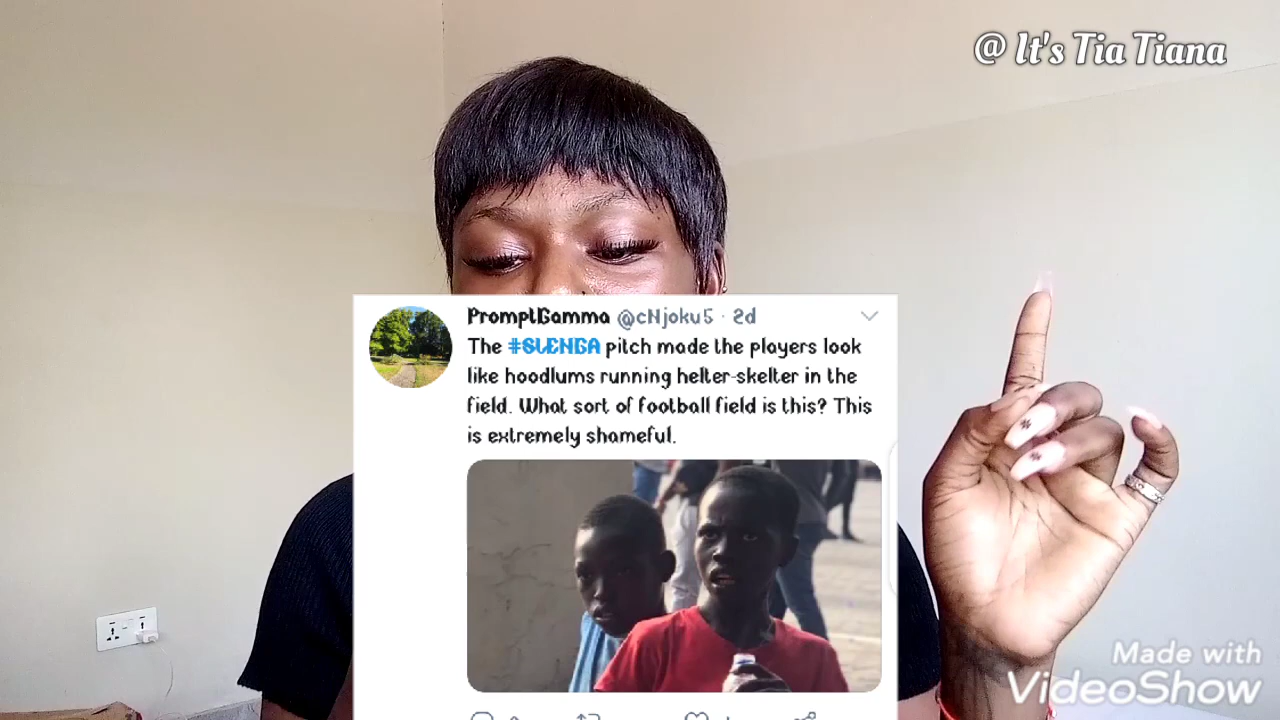 @ It's Tia Tiana
PromptGamma @cNjoku5 · 2d
The #SLENGA pitch made the players look
like hoodlums running helter-skelter in the
field. What sort of football field is this? This
is extremely shameful.
Made with
VideoShow